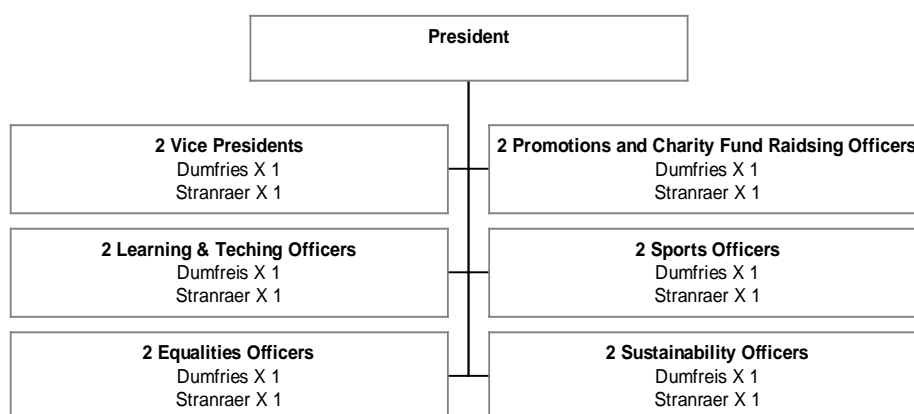 President
2 Vice Presidents
Dumfries X 1
Stranraer X 1
2 Promotions and Charity Fund Raidsing Officers
Dumfries X 1
Stranraer X 1
2 Learning & Teching Officers
Dumfreis X 1
Stranraer X 1
2 Sports Officers
Dumfries X 1
Stranraer X 1
2 Equalities Officers
Dumfries X 1
Stranraer X 1
2 Sustainability Officers
Dumfreis X 1
Stranraer X 1